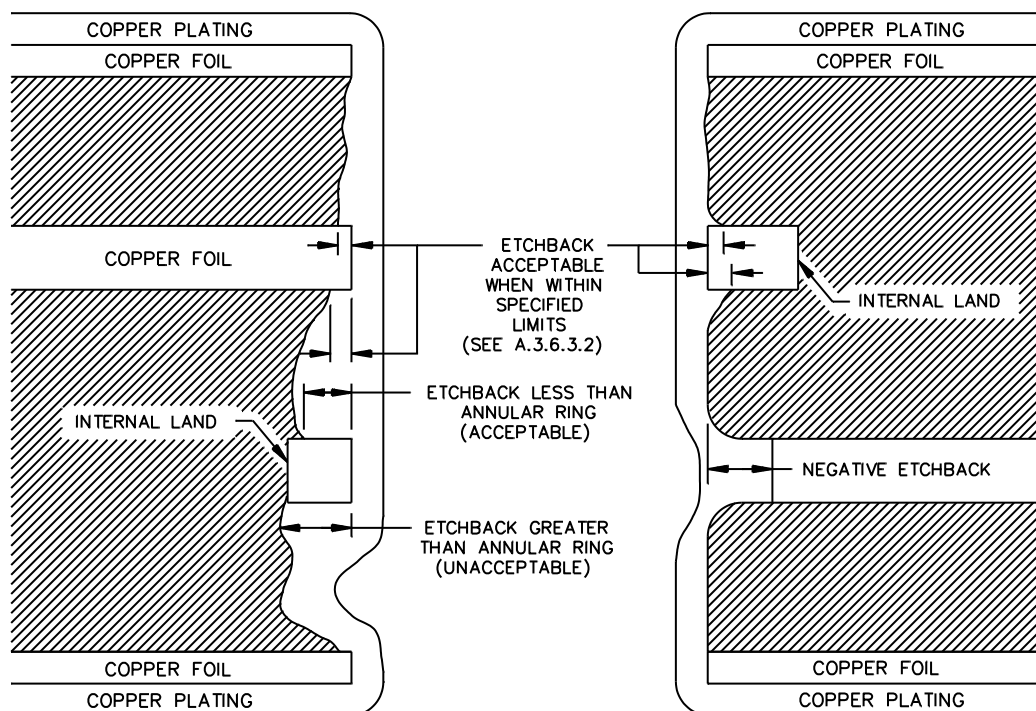 COPPER PLATING
COPPER FOIL
COPPER FOIL
INTERNAL LAND
COPPER FOIL
COPPER PLATING
ETCHBACK
ACCEPTABLE
WHEN WITHIN
SPECIFIED
LIMITS
(SEE A.3.6.3.2)
ETCHBACK LESS THAN
ANNULAR RING
(ACCEPTABLE)
ETCHBACK GREATER
THAN ANNULAR RING
(UNACCEPTABLE)
COPPER PLATING
COPPER FOIL
INTERNAL LAND
NEGATIVE ETCHBACK
COPPER FOIL
COPPER PLATING